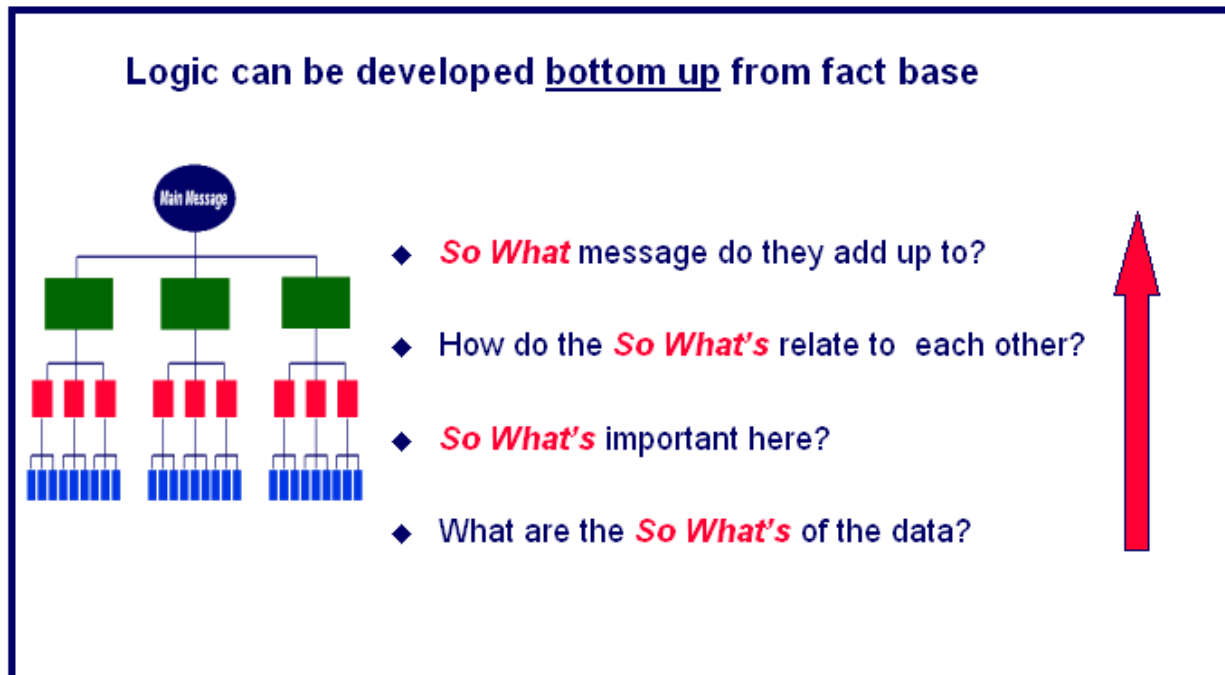 Logic can be developed bottom up from fact base
Main Message
◆ So What message do they add up to?
◆ How do the So What's relate to each other?
◆ So What's important here?
◆ What are the So What's of the data?